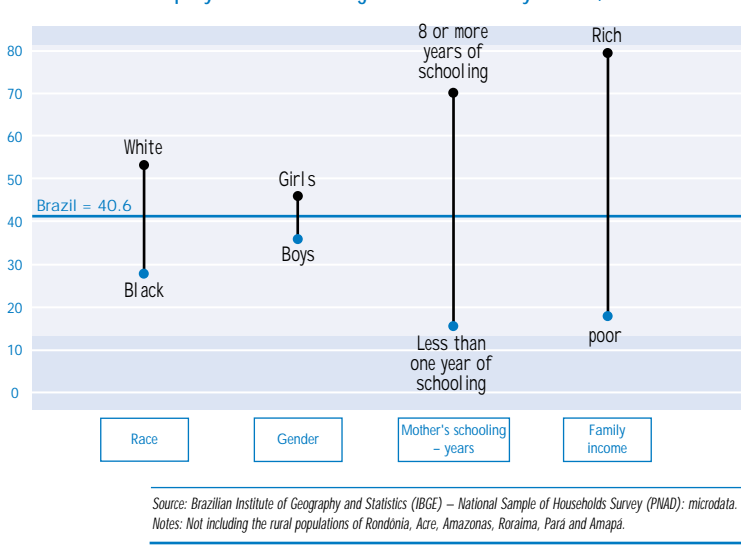 8 or more
years of
schooling
Rich
80
70
White
60
Girls
50
Brazil = 40.6
40
Boys
30
Black
20
poor
Less than
one year of
schooling
10
0
Race
Gender
Mother's schooling
– years
Family
income
Source: Brazilian Institute of Geography and Statistics (IBGE) – National Sample of Households Survey (PNAD): microdata.
Notes: Not including the rural populations of Rondônia, Acre, Amazonas, Roraima, Pará and Amapá.